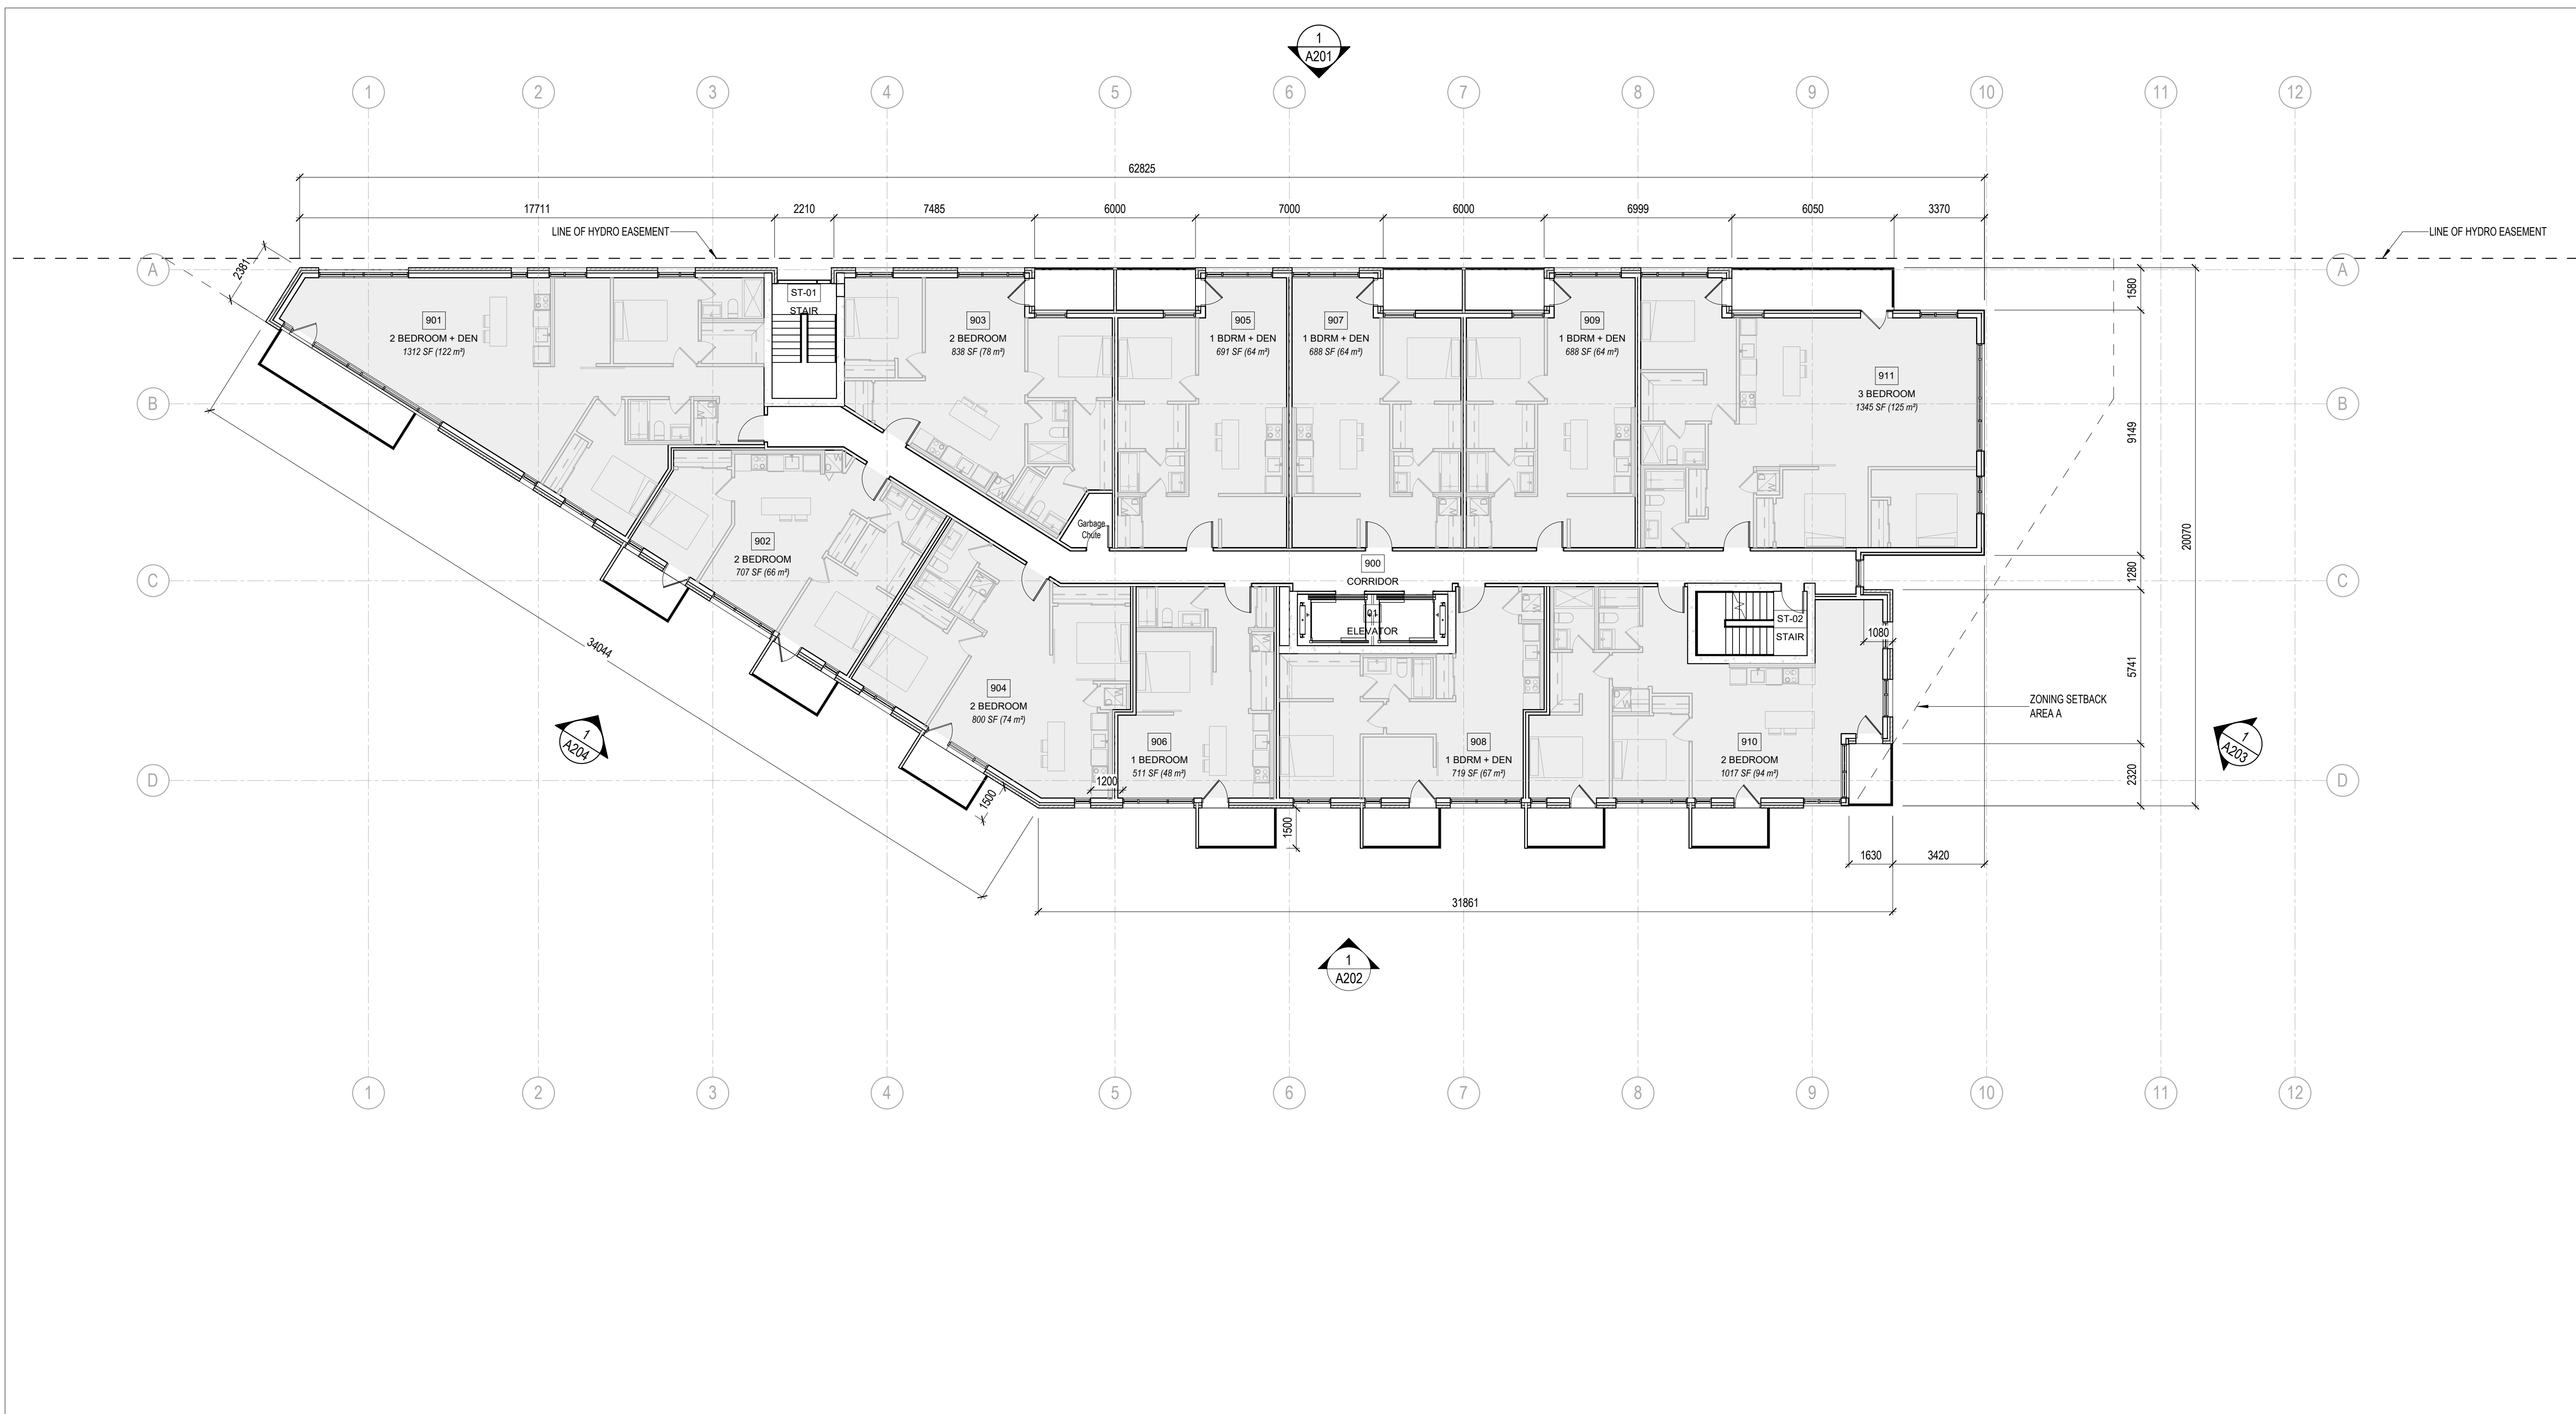 1
A201
1 2 3 4 5 6 7 8 9 10 11 12
62825
17711 2210 7485 6000 7000 6000 6999 6050 3370
LINE OF HYDRO EASEMENT
LINE OF HYDRO EASEMENT
A
A
2381
1580
ST-01
STAIR
901
2 BEDROOM + DEN
1312 SF (122 m²)
903
2 BEDROOM
838 SF (78 m²)
905
1 BDRM + DEN
691 SF (64 m²)
907
1 BDRM + DEN
688 SF (64 m²)
909
1 BDRM + DEN
688 SF (64 m²)
911
3 BEDROOM
1345 SF (125 m²)
B
B
9149
20070
Garbage
Chute
902
2 BEDROOM
707 SF (66 m²)
900
CORRIDOR
C
C
1280
01
ELEVATOR
ST-02
STAIR
1080
5741
34044
904
2 BEDROOM
800 SF (74 m²)
906
1 BEDROOM
511 SF (48 m²)
908
1 BDRM + DEN
719 SF (67 m²)
910
2 BEDROOM
1017 SF (94 m²)
ZONING SETBACK
AREA A
1
A204
1
A203
D
D
1200
1500
1500
2320
1630 3420
31861
1
A202
1 2 3 4 5 6 7 8 9 10 11 12